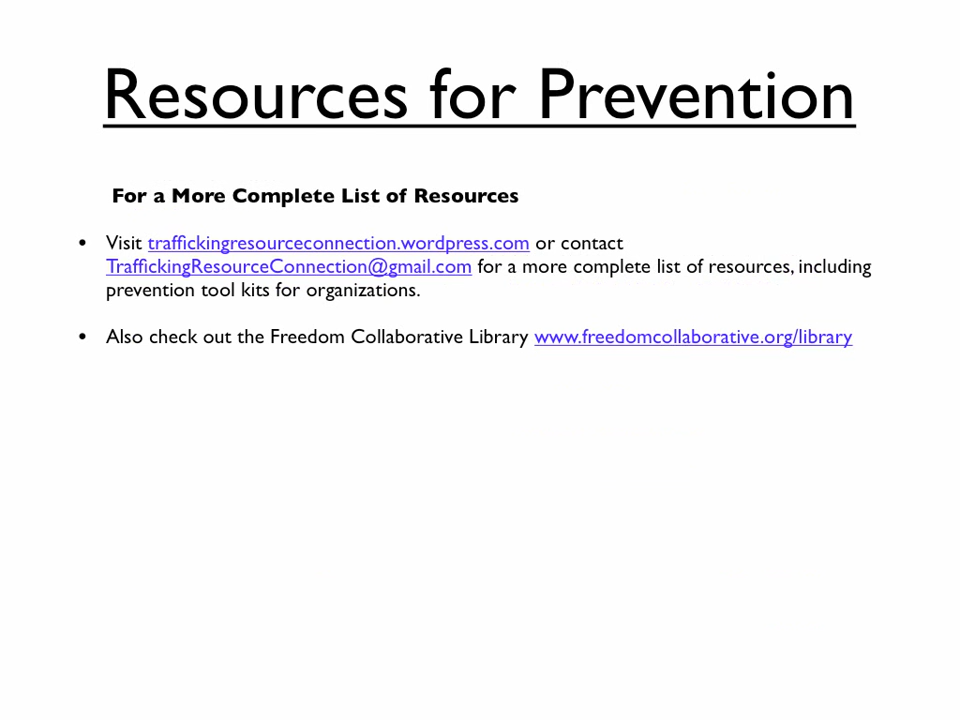 Resources for Prevention
For a More Complete List of Resources
• Visit traffickingresourceconnection.wordpress.com or contact
TraffickingResourceConnection@gmail.com for a more complete list of resources, including
prevention tool kits for organizations.
• Also check out the Freedom Collaborative Library www.freedomcollaborative.org/library